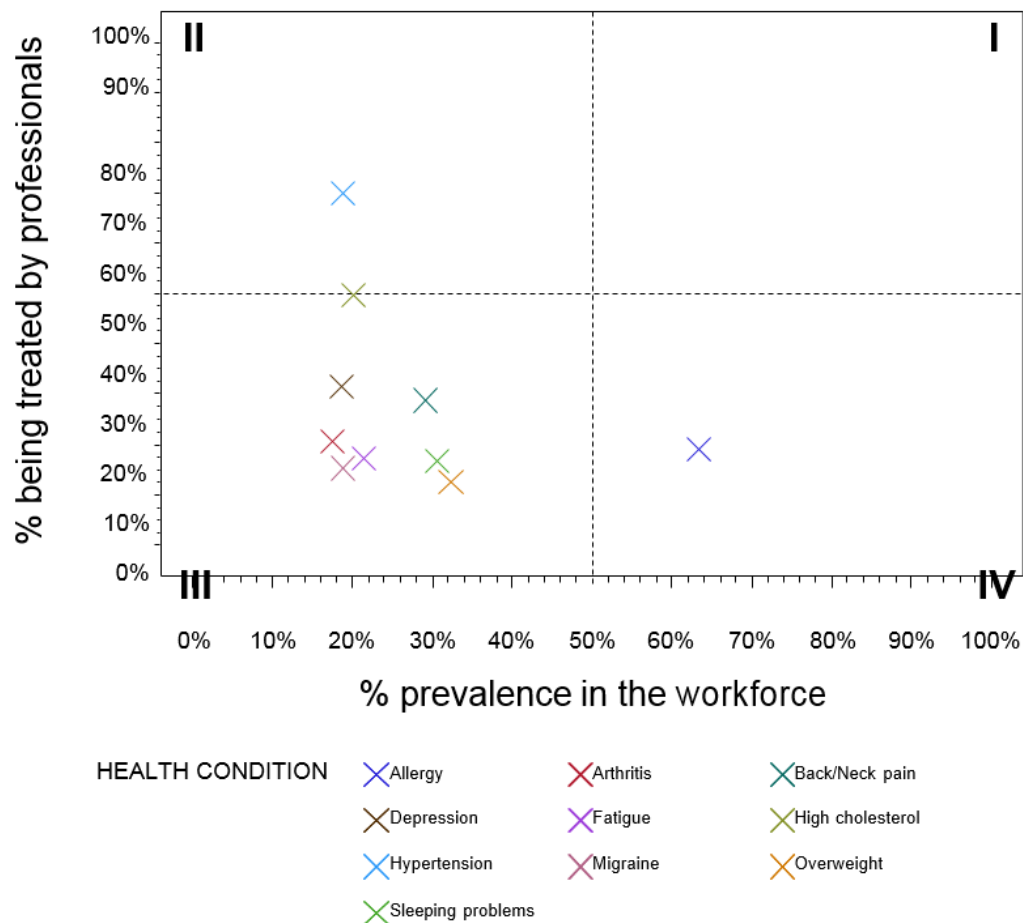 % being treated by professionals
II
I
100%
90%
80%
70%
60%
50%
40%
30%
20%
10%
0%
III
IV
0% 10% 20% 30% 40% 50% 60% 70% 80% 90% 100%
% prevalence in the workforce
HEALTH CONDITION
Allergy Arthritis Back/Neck pain
Depression Fatigue High cholesterol
Hypertension Migraine Overweight
Sleeping problems